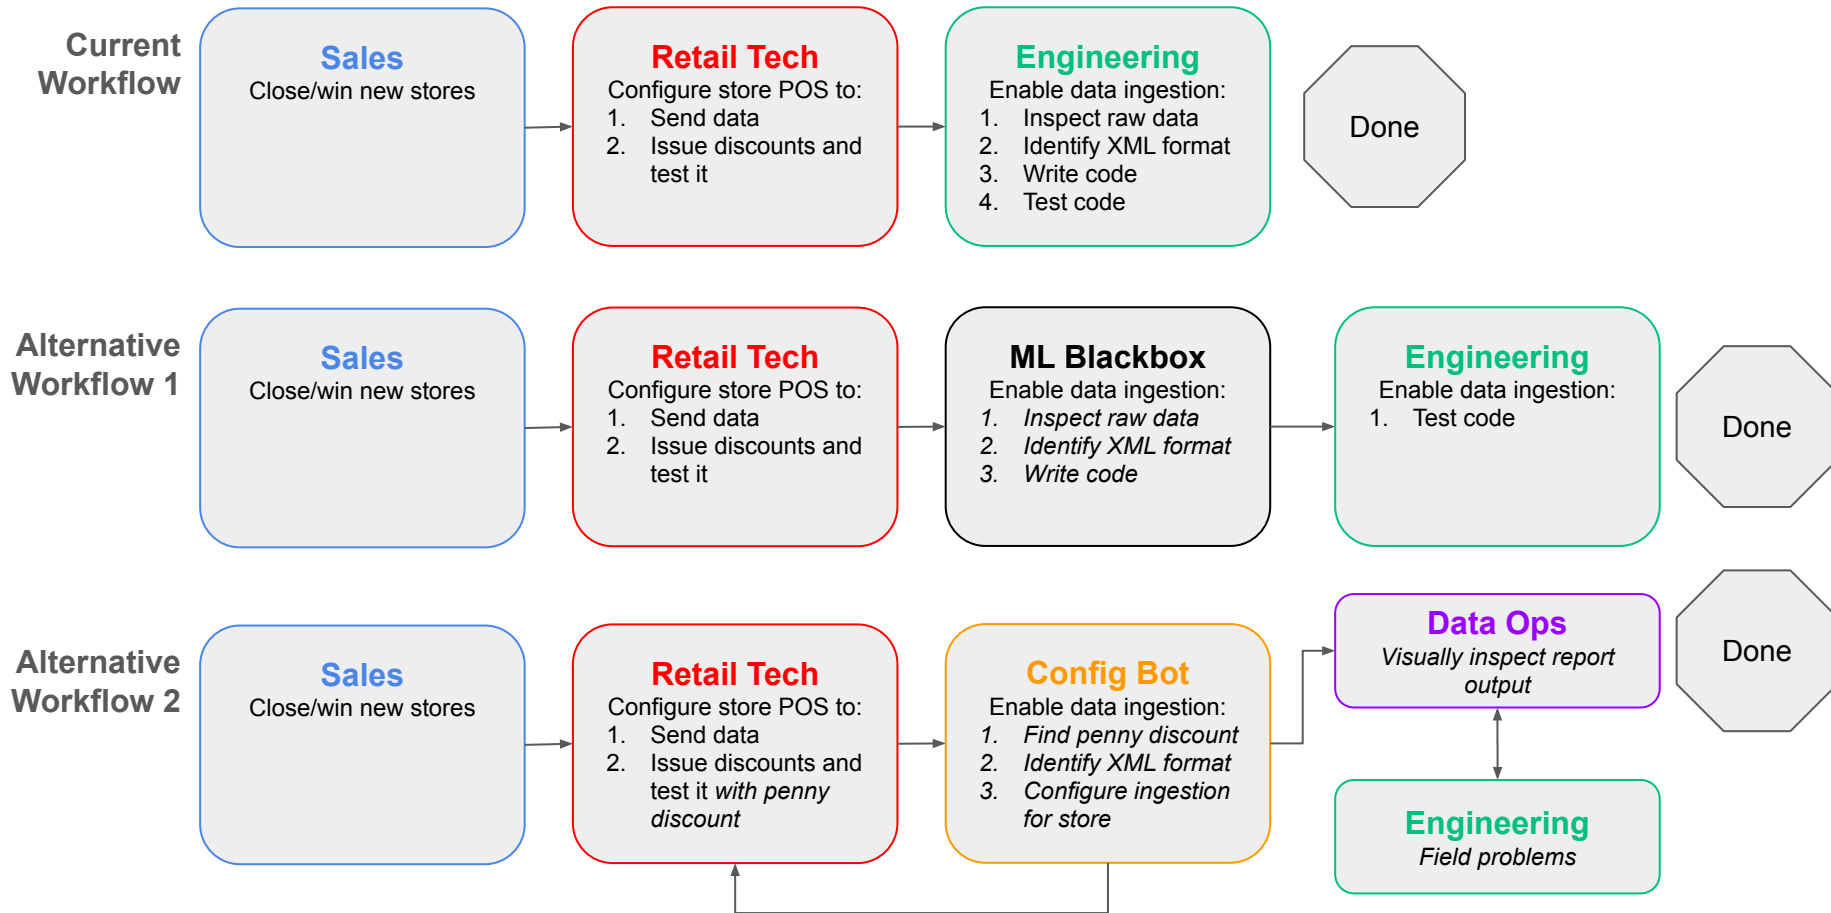 Current
Workflow
Sales
Close/win new stores
Retail Tech
Configure store POS to:
1. Send data
2. Issue discounts and
test it
Engineering
Enable data ingestion:
1. Inspect raw data
2. Identify XML format
3. Write code
4. Test code
Done
Alternative
Workflow 1
Sales
Close/win new stores
Retail Tech
Configure store POS to:
1. Send data
2. Issue discounts and
test it
ML Blackbox
Enable data ingestion:
1. Inspect raw data
2. Identify XML format
3. Write code
Engineering
Enable data ingestion:
1. Test code
Done
Alternative
Workflow 2
Sales
Close/win new stores
Retail Tech
Configure store POS to:
1. Send data
2. Issue discounts and
test it with penny
discount
Config Bot
Enable data ingestion:
1. Find penny discount
2. Identify XML format
3. Configure ingestion
for store
Data Ops
Visually inspect report
output
Engineering
Field problems
Done